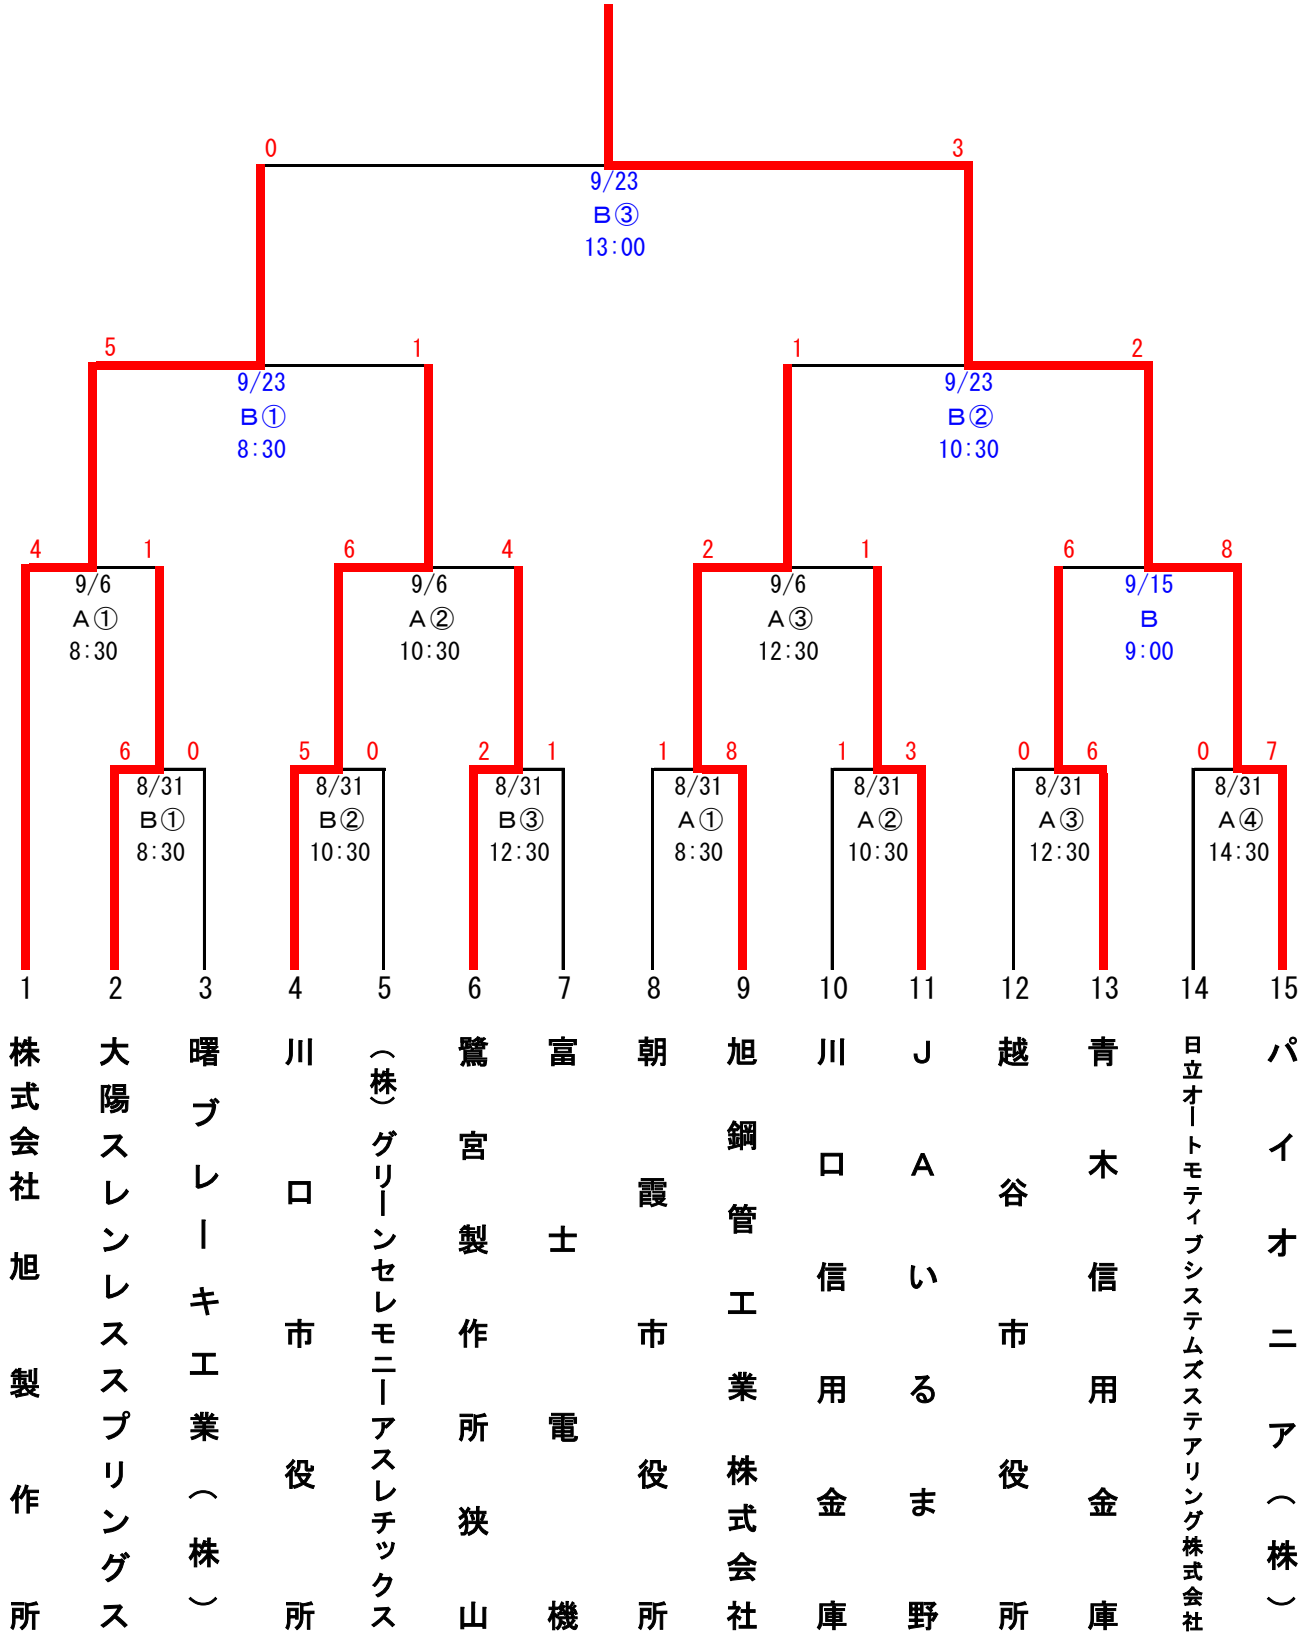 0 3
9/23
B③
13:00
5 1 1 2
9/23 9/23
B① B②
8:30 10:30
4 1 6 4 2 1 6 8
9/6 9/6 9/6 9/15
A① A② A③ B
8:30 10:30 12:30 9:00
6 0 5 0 2 1 1 8 1 3 0 6 0 7
8/31 8/31 8/31 8/31 8/31 8/31 8/31
B① B② B③ A① A② A③ A④
8:30 10:30 12:30 8:30 10:30 12:30 14:30
1 2 3 4 5 6 7 8 9 10 11 12 13 14 15
株式会社旭製作所
大陽ステンレススプリングス
曙ブレーキ工業(株)
川口市役所
(株)グリーンセレモニーアスレチックス
鷺宮製作所狭山
富士電機
朝霞市役所
旭鋼管工業株式会社
川口信用金庫
JAいるま野
越谷市役所
青木信用金庫
日立オートモティブシステムズステアリング株式会社
パイオニア(株)